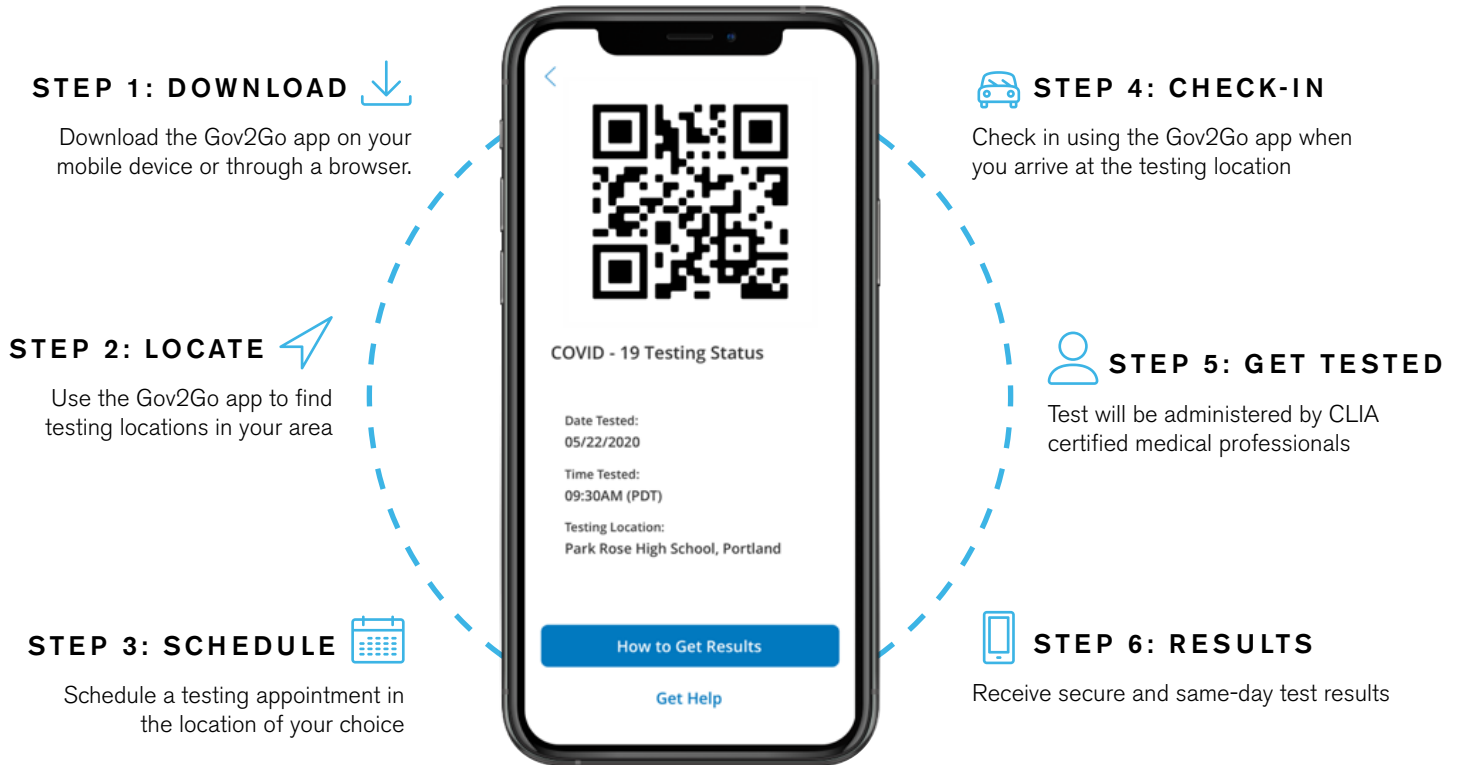 STEP 1: DOWNLOAD
Download the Gov2Go app on your
mobile device or through a browser.
STEP 2: LOCATE
Use the Gov2Go app to find
testing locations in your area
STEP 3: SCHEDULE
Schedule a testing appointment in
the location of your choice
COVID - 19 Testing Status
Date Tested:
05/22/2020
Time Tested:
09:30AM (PDT)
Testing Location:
Park Rose High School, Portland
How to Get Results
Get Help
STEP 4: CHECK-IN
Check in using the Gov2Go app when
you arrive at the testing location
STEP 5: GET TESTED
Test will be administered by CLIA
certified medical professionals
STEP 6: RESULTS
Receive secure and same-day test results